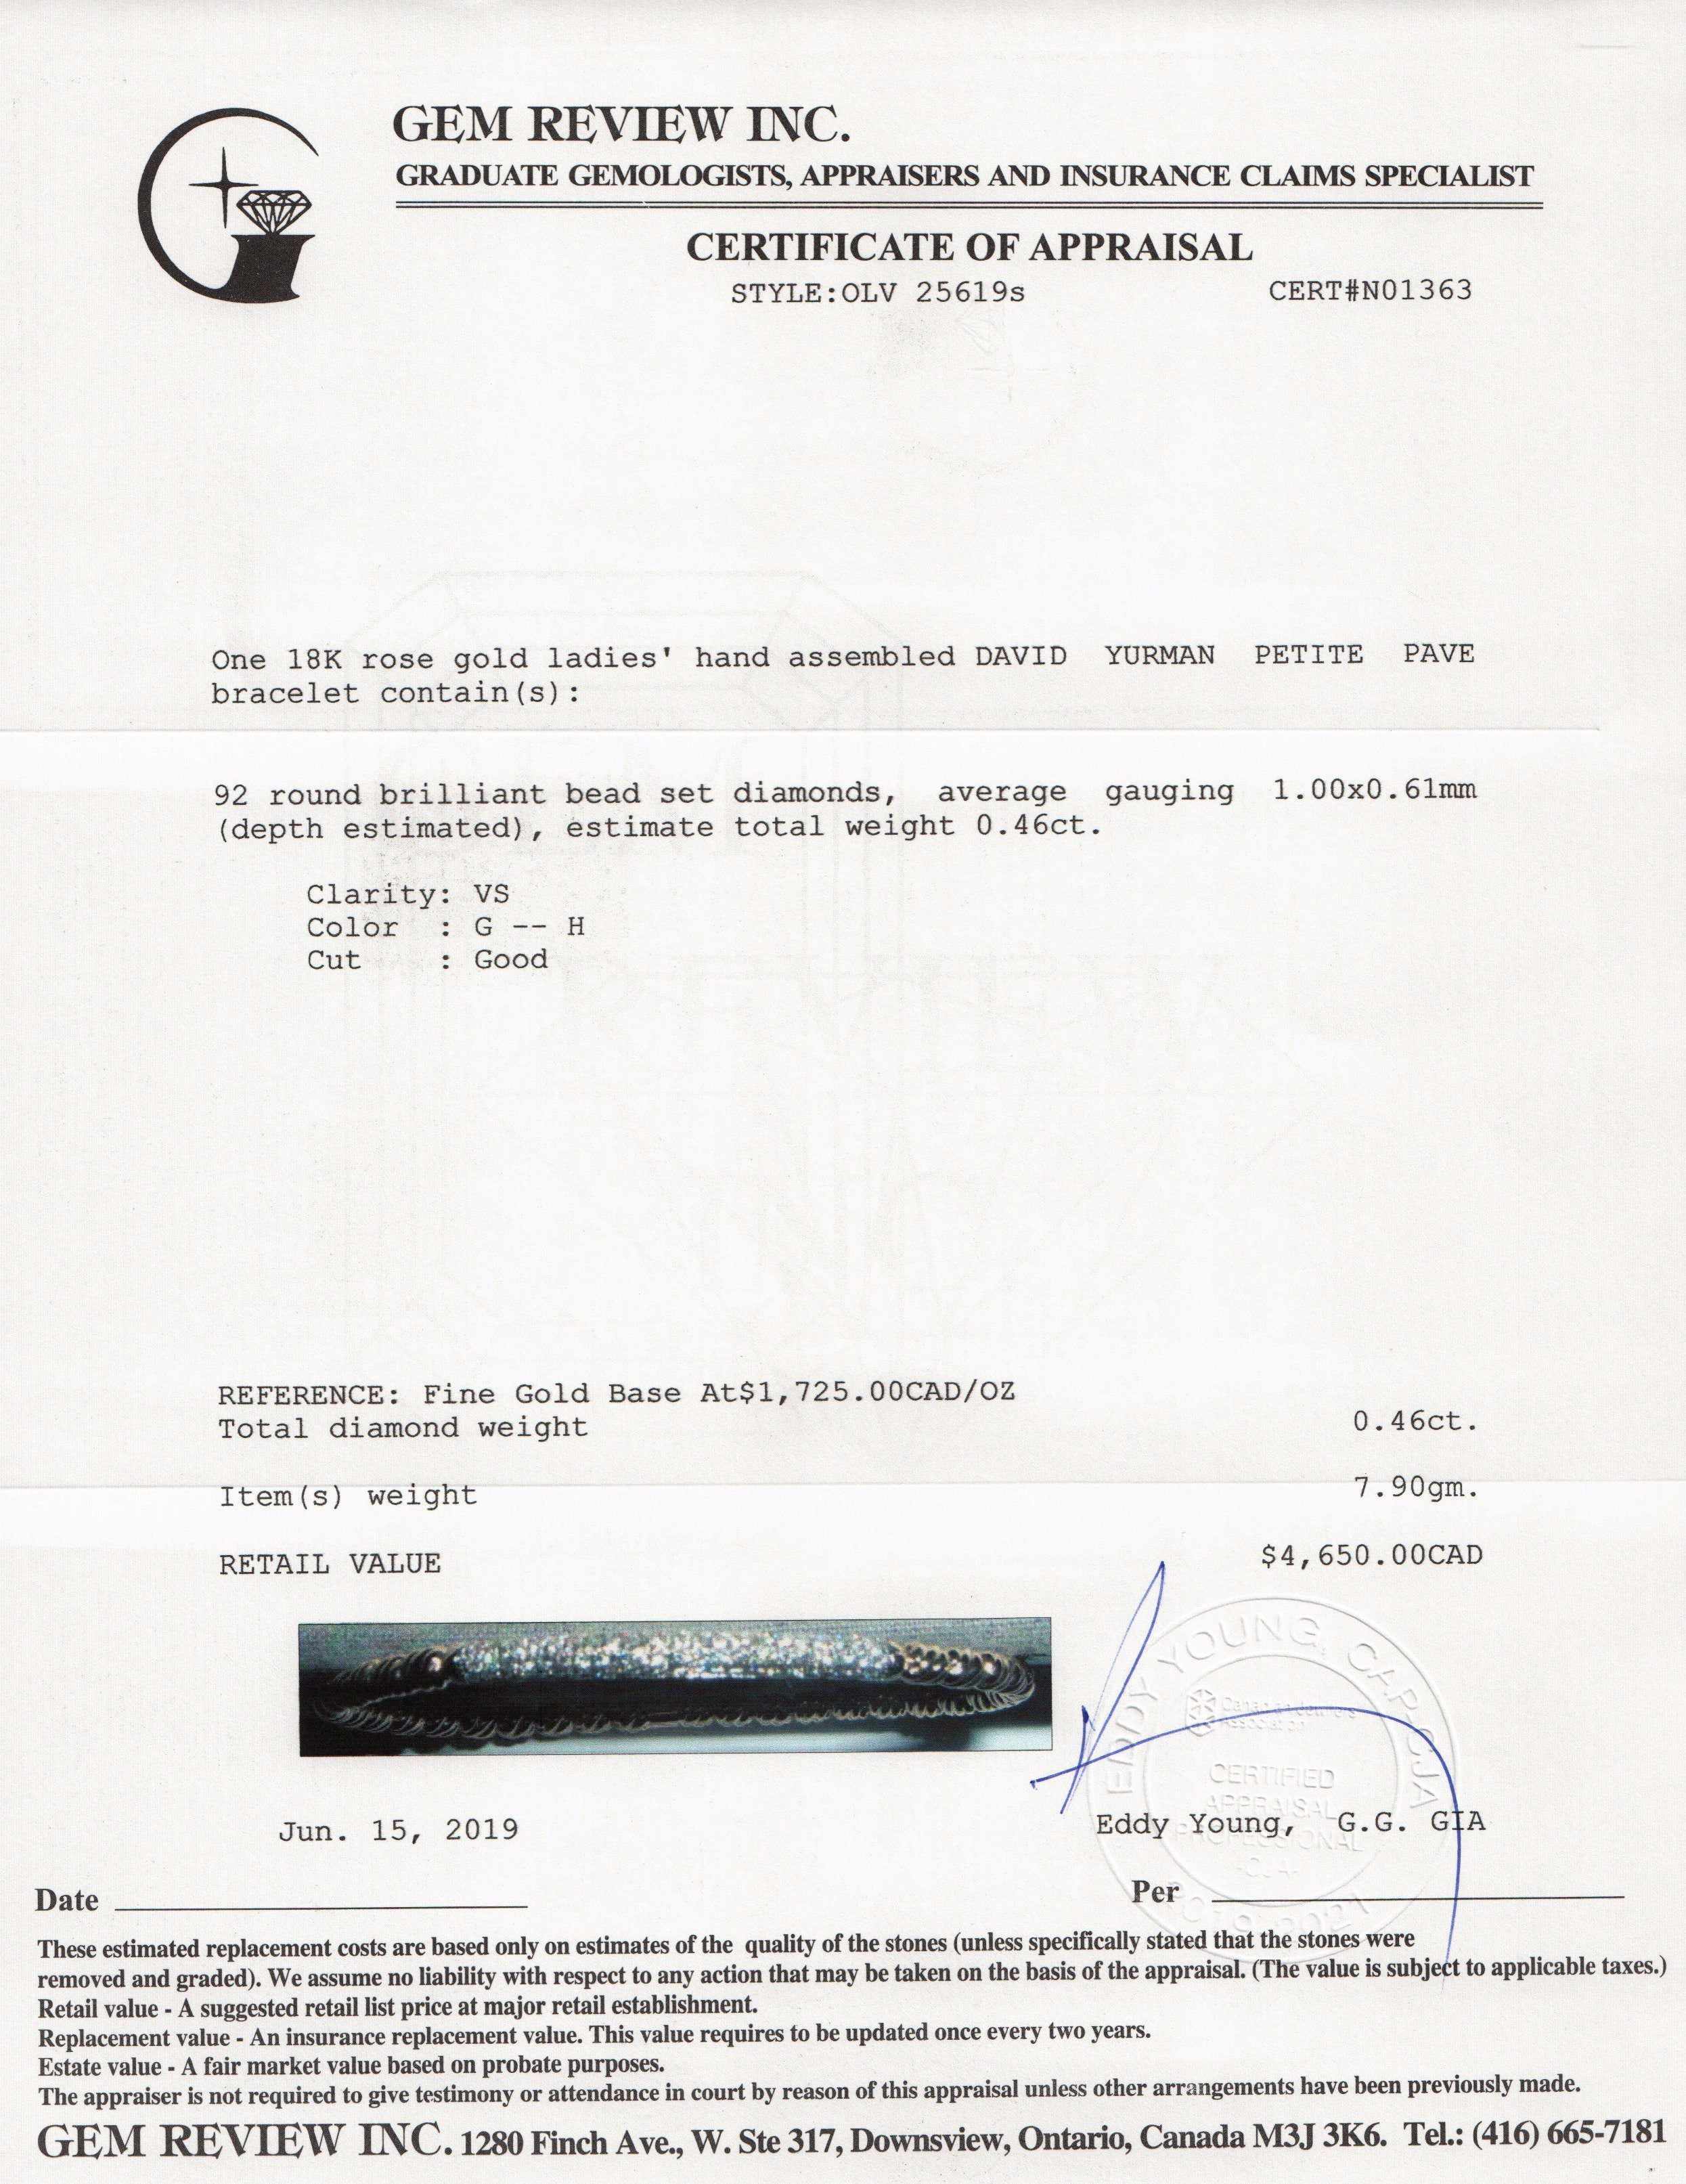 GEM REVIEW INC.
GRADUATE GEMOLOGISTS, APPRAISERS AND INSURANCE CLAIMS SPECIALIST
CERTIFICATE OF APPRAISAL
STYLE:OLV 25619s CERT#N01363
One 18K rose gold ladies' hand assembled DAVID YURMAN PETITE PAVE
bracelet contain(s):
92 round brilliant bead set diamonds, average gauging 1.00x0.61mm
(depth estimated), estimate total weight 0.46ct.
Clarity: VS
Color : G -- H
Cut : Good
REFERENCE: Fine Gold Base At$1,725.00CAD/OZ
Total diamond weight 0.46ct.
Item(s) weight 7.90gm.
RETAIL VALUE $4,650.00CAD
EDDY YOUNG, CAP-CJA
Canadian Jewellers
Association
CERTIFIED
APPRAISAL
PROFESSIONAL
Jun. 15, 2019 Eddy Young, G.G. GIA
Date Per
These estimated replacement costs are based only on estimates of the quality of the stones (unless specifically stated that the stones were
removed and graded). We assume no liability with respect to any action that may be taken on the basis of the appraisal. (The value is subject to applicable taxes.)
Retail value - A suggested retail list price at major retail establishment.
Replacement value - An insurance replacement value. This value requires to be updated once every two years.
Estate value - A fair market value based on probate purposes.
The appraiser is not required to give testimony or attendance in court by reason of this appraisal unless other arrangements have been previously made.
GEM REVIEW INC. 1280 Finch Ave., W. Ste 317, Downsview, Ontario, Canada M3J 3K6. Tel.: (416) 665-7181